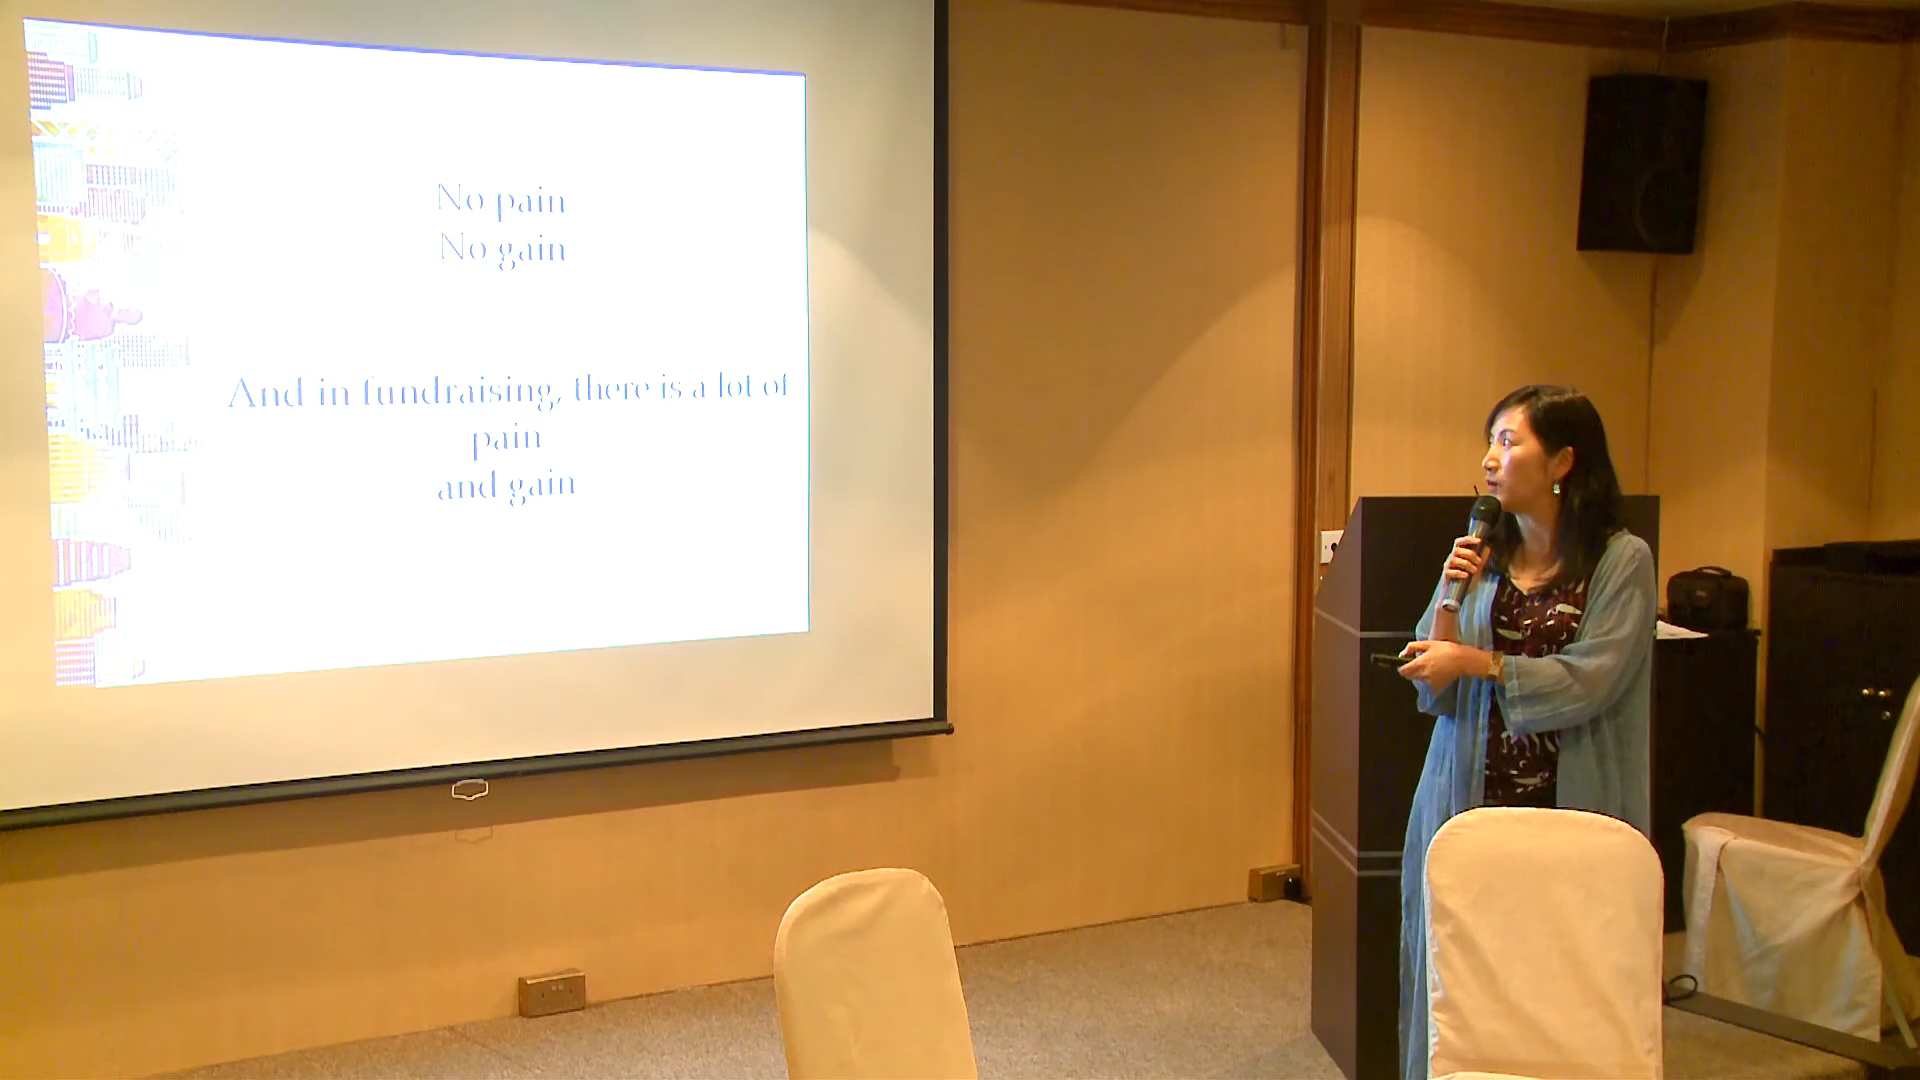 No pain
No gain
And in fundraising, there is a lot of
pain
and gain